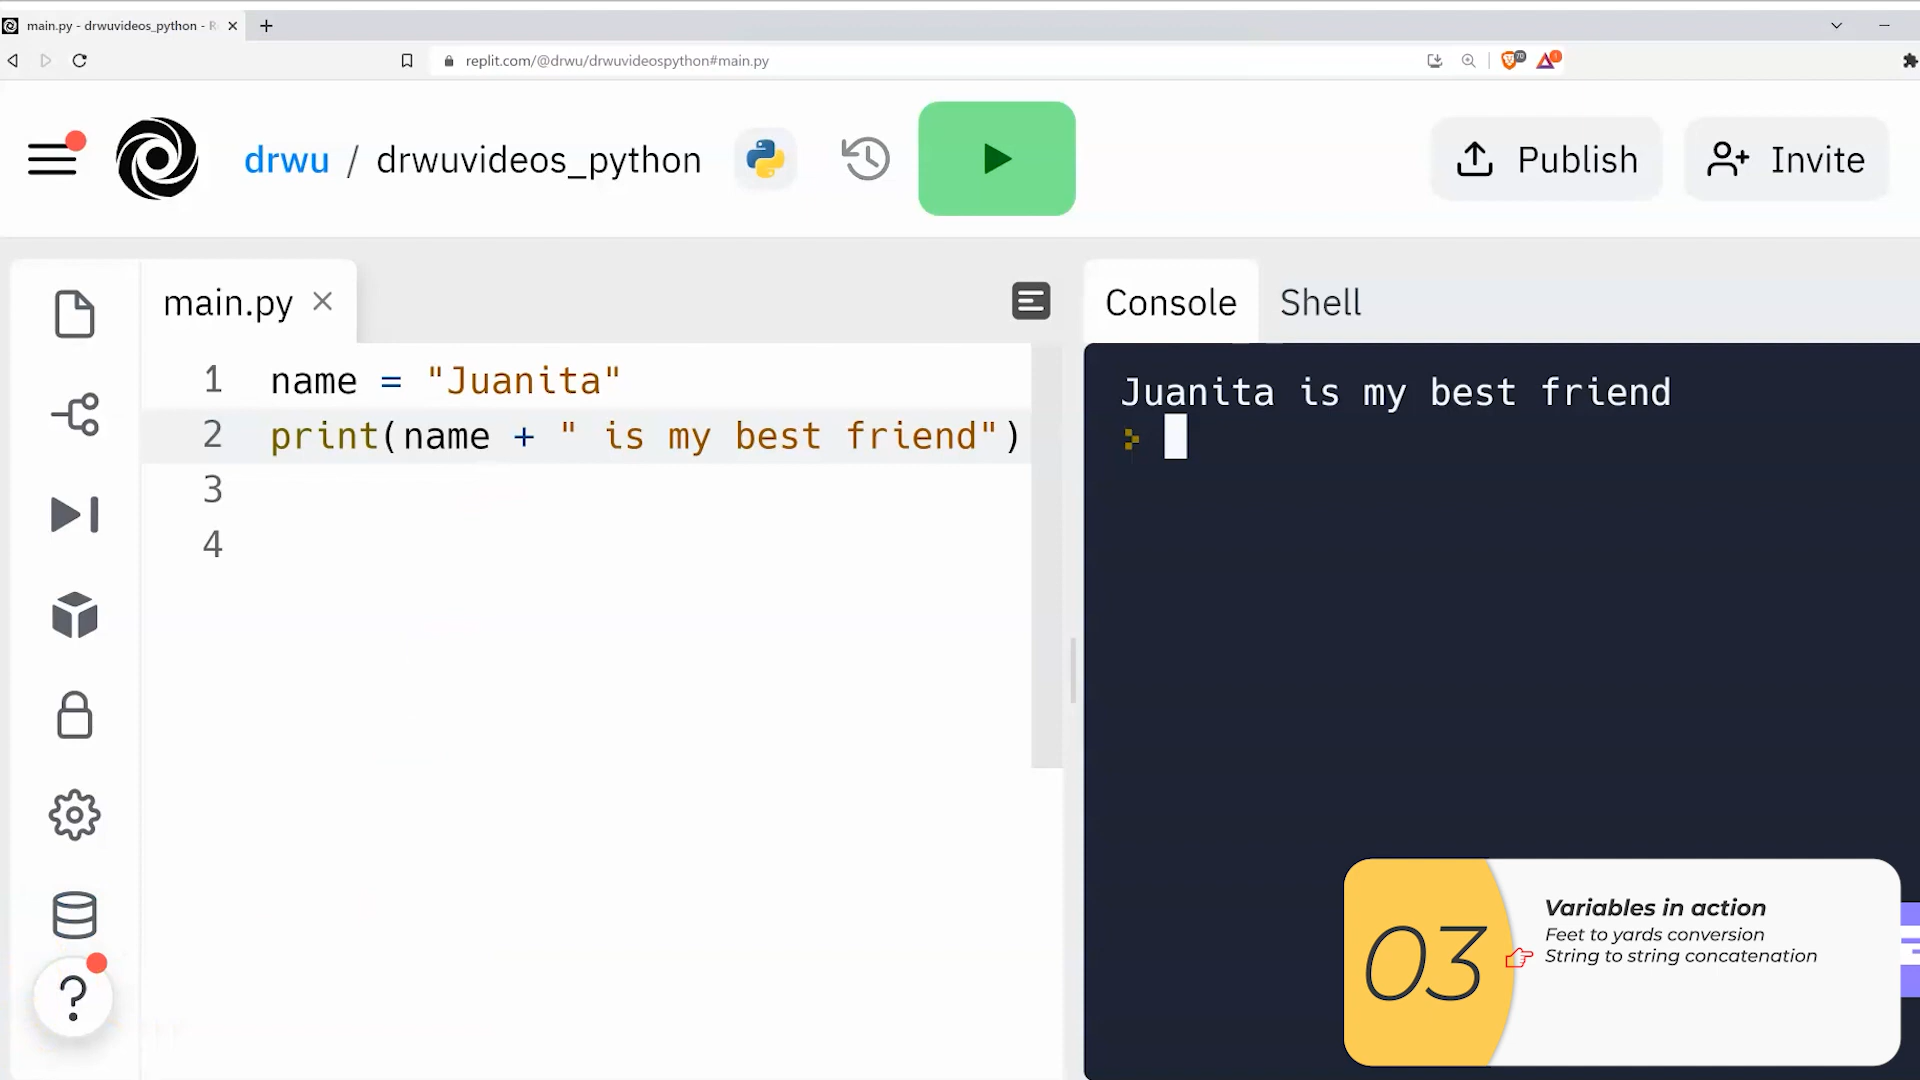 main.py - drwuvideos_python - R
replit.com/@drwu/drwuvideospython#main.py
70
1
drwu / drwuvideos_python
Publish
Invite
main.py
Console
Shell
1 name = "Juanita"
2 print(name + " is my best friend")
3
4
Juanita is my best friend
?
03
Variables in action
Feet to yards conversion
String to string concatenation